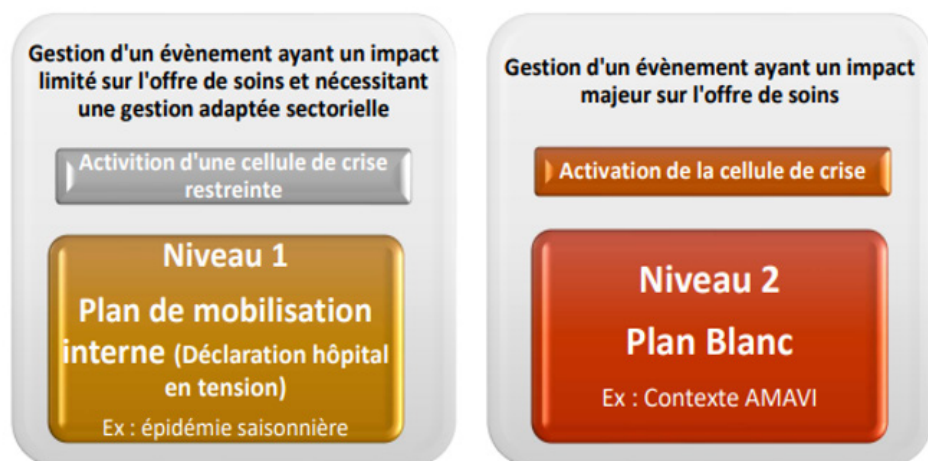 Gestion d'un évènement ayant un impact
limité sur l'offre de soins et nécessitant
une gestion adaptée sectorielle
Activition d'une cellule de crise
restreinte
Niveau 1
Plan de mobilisation
interne (Déclaration hôpital
en tension)
Ex : épidémie saisonnière
Gestion d'un évènement ayant un impact
majeur sur l'offre de soins
Activation de la cellule de crise
Niveau 2
Plan Blanc
Ex : Contexte AMAVI